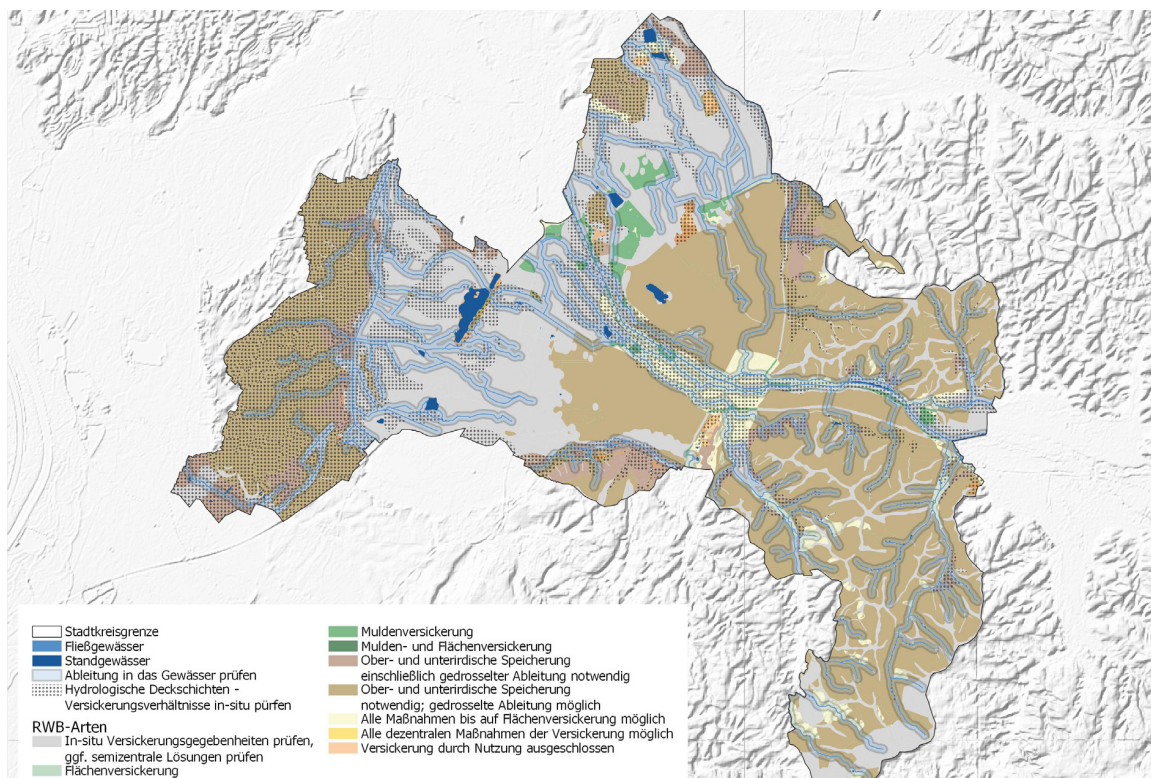 Stadtkreisgrenze
Fließgewässer
Standgewässer
Ableitung in das Gewässer prüfen
Hydrologische Deckschichten -
Versickerungsverhältnisse in-situ pürfen
RWB-Arten
In-situ Versickerungsgegebenheiten prüfen,
ggf. semizentrale Lösungen prüfen
Flächenversickerung
Muldenversickerung
Mulden- und Flächenversickerung
Ober- und unterirdische Speicherung
einschließlich gedrosselter Ableitung notwendig
Ober- und unterirdische Speicherung
notwendig; gedrosselte Ableitung möglich
Alle Maßnahmen bis auf Flächenversickerung möglich
Alle dezentralen Maßnahmen der Versickerung möglich
Versickerung durch Nutzung ausgeschlossen